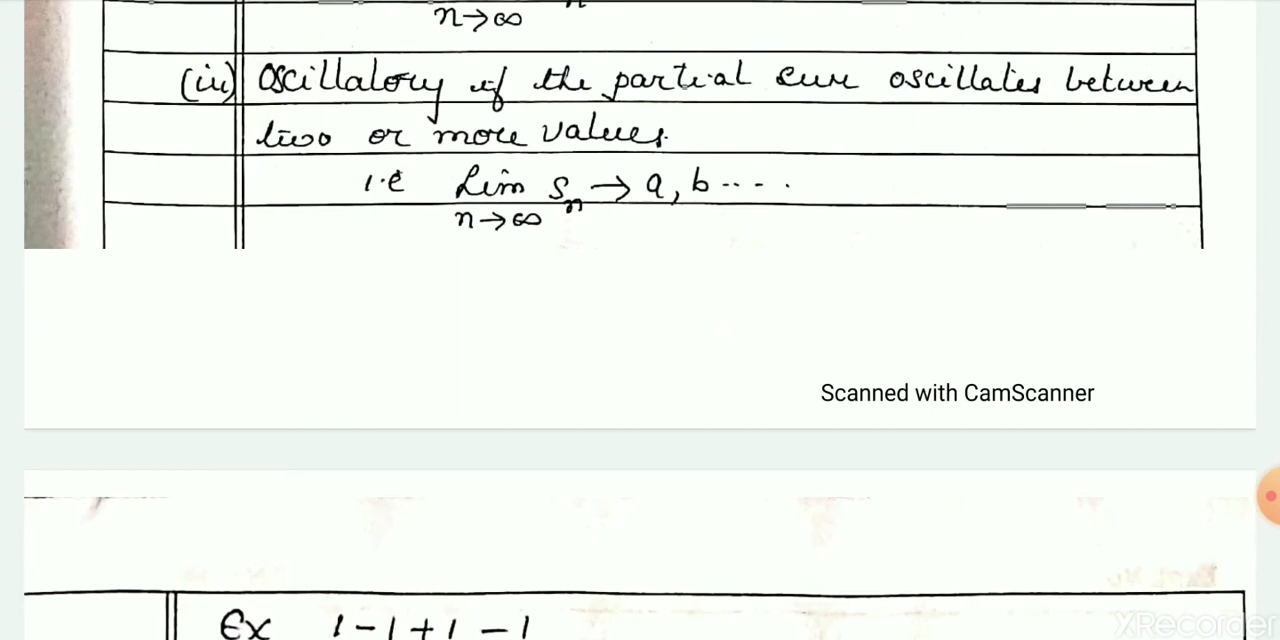 n→∞
(iii) Oscillatory if the partial sum oscillates between
two or more values.
i.e Lim Sn → a, b ....
n→∞
Scanned with CamScanner
Ex 1 - 1 + 1 - 1
XRecorder